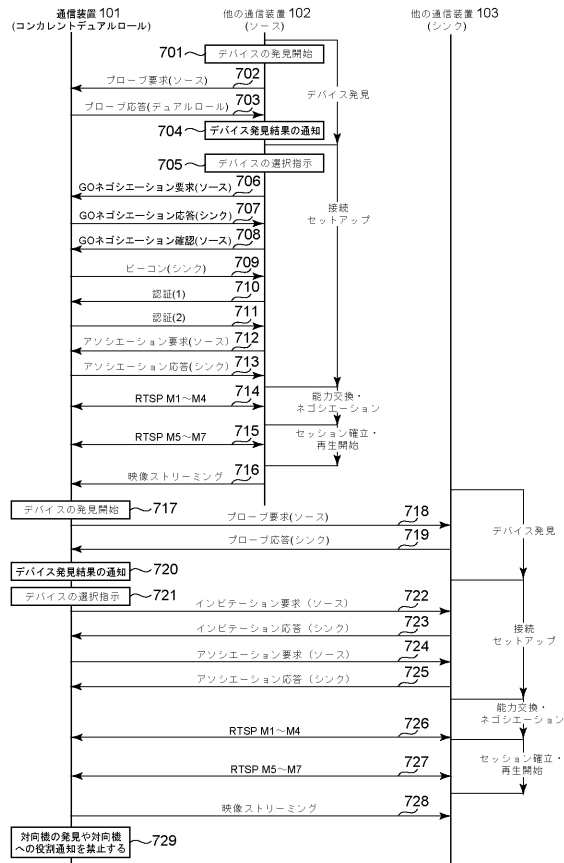 通信装置 101
(コンカレントデュアルロール)
他の通信装置 102
(ソース)
他の通信装置 103
(シンク)
701
デバイスの発見開始
プローブ要求(ソース)
702
デバイス発見
プローブ応答(デュアルロール)
703
704
デバイス発見結果の通知
705
デバイスの選択指示
GOネゴシエーション要求(ソース)
706
接続
セットアップ
GOネゴシエーション応答(シンク)
707
GOネゴシエーション確認(ソース)
708
ビーコン(シンク)
709
認証(1)
710
認証(2)
711
アソシエーション要求(ソース)
712
アソシエーション応答(シンク)
713
RTSP M1～M4
714
能力交換・
ネゴシエーション
RTSP M5～M7
715
セッション確立・
再生開始
映像ストリーミング
716
デバイスの発見開始
717
プローブ要求(ソース)
718
デバイス発見
プローブ応答(シンク)
719
デバイス発見結果の通知
720
デバイスの選択指示
721
インビテーション要求（ソース）
722
インビテーション応答（シンク）
723
接続
セットアップ
アソシエーション要求（ソース）
724
アソシエーション応答（シンク）
725
能力交換・
ネゴシエーション
RTSP M1～M4
726
セッション確立・
再生開始
RTSP M5～M7
727
映像ストリーミング
728
対向機の発見や対向機
への役割通知を禁止する
729